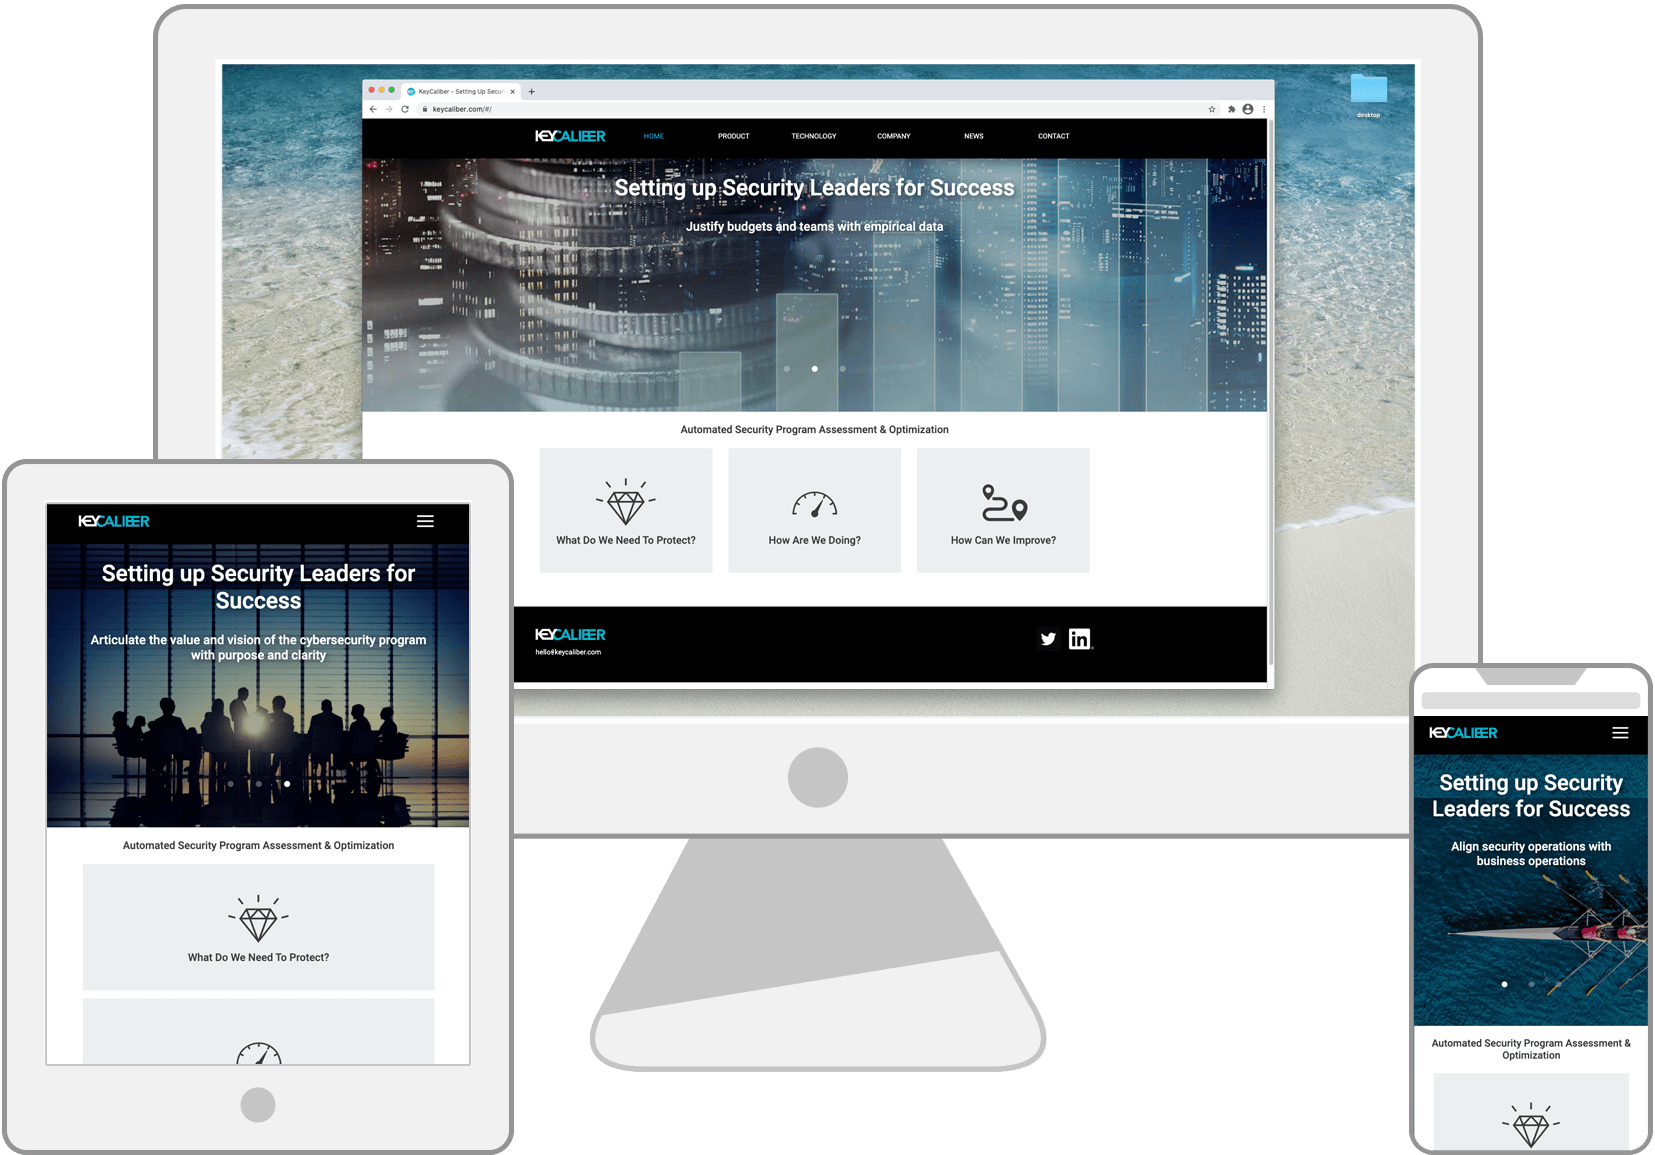 KeyCaliber - Setting Up Secur
keycaliber.com/#/
desktop
KEYCALIBER
HOME
PRODUCT
TECHNOLOGY
COMPANY
NEWS
CONTACT
Setting up Security Leaders for Success
Justify budgets and teams with empirical data
Automated Security Program Assessment & Optimization
What Do We Need To Protect?
How Are We Doing?
How Can We Improve?
KEYCALIBER
hello@keycaliber.com
in
KEYCALIBER
Setting up Security Leaders for
Success
Articulate the value and vision of the cybersecurity program
with purpose and clarity
Automated Security Program Assessment & Optimization
What Do We Need To Protect?
KEYCALIBER
Setting up Security
Leaders for Success
Align security operations with
business operations
Automated Security Program Assessment &
Optimization